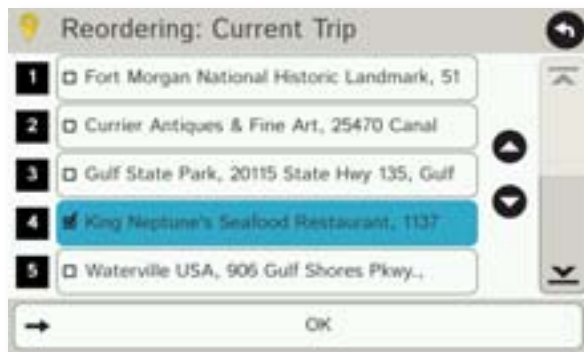 Reordering: Current Trip
1 Fort Morgan National Historic Landmark, 51
2 Currier Antiques & Fine Art, 25470 Canal
3 Gulf State Park, 20115 State Hwy 135, Gulf
4 King Neptune's Seafood Restaurant, 1137
5 Waterville USA, 906 Gulf Shores Pkwy.,
OK